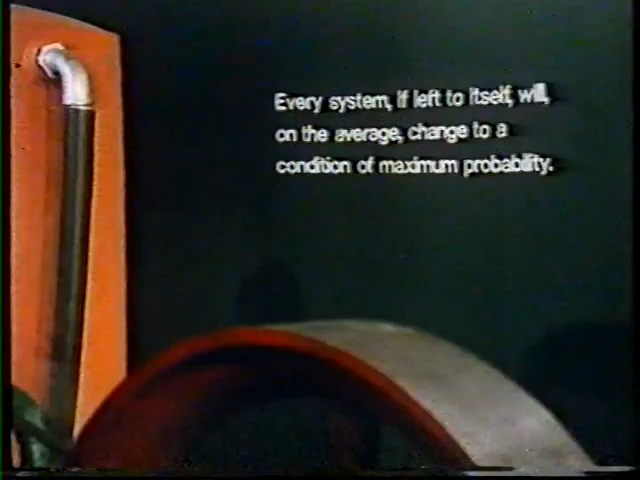 Every system, if left to itself, will,
on the average, change to a
condition of maximum probability.